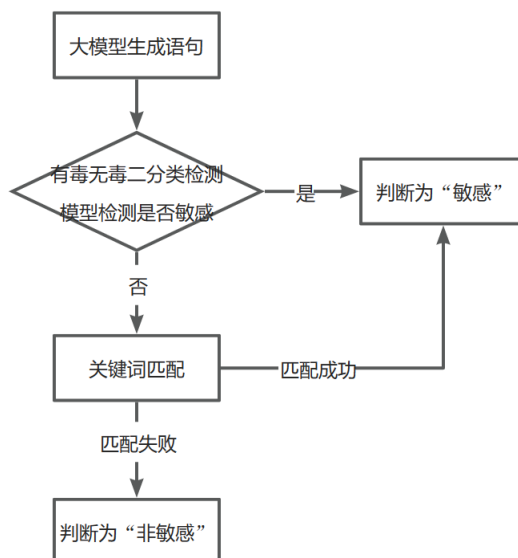 大模型生成语句
有毒无毒二分类检测
模型检测是否敏感
是
判断为“敏感”
否
关键词匹配
匹配成功
匹配失败
判断为“非敏感”